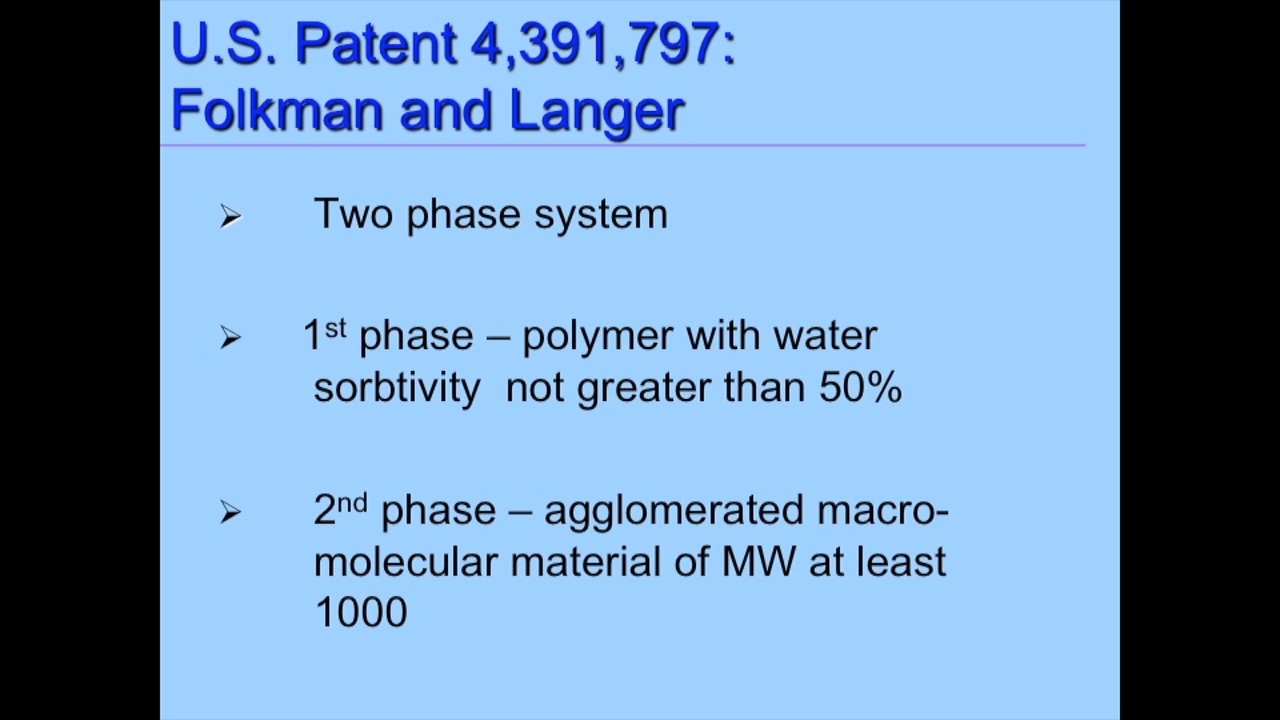 U.S. Patent 4,391,797:
Folkman and Langer
Two phase system
1st phase – polymer with water
sorbtivity  not greater than 50%
2nd phase – agglomerated macro-
molecular material of MW at least
1000